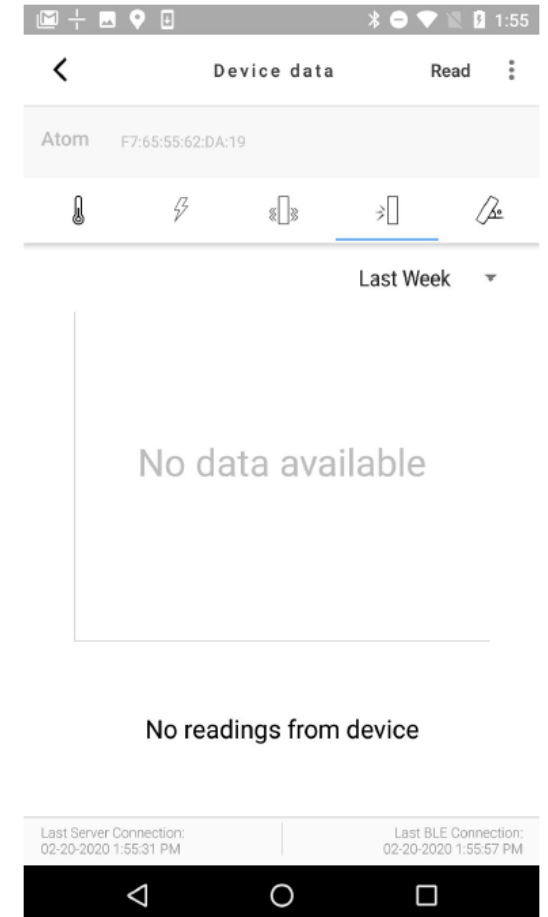 1:55
Device data Read
Atom F7:65:55:62:DA:19
Last Week
No data available
No readings from device
Last Server Connection: Last BLE Connection:
02-20-2020 1:55:31 PM 02-20-2020 1:55:57 PM